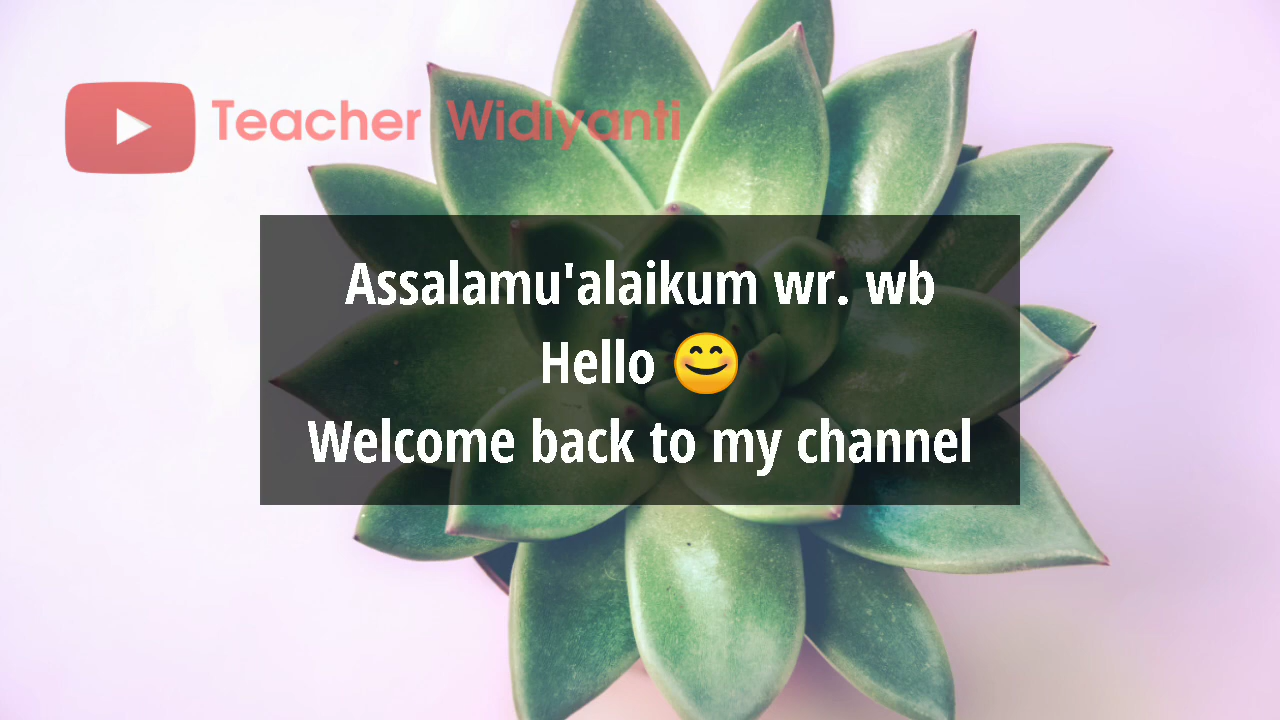 Teacher Widiyanti
Assalamu'alaikum wr. wb
Hello 😊
Welcome back to my channel